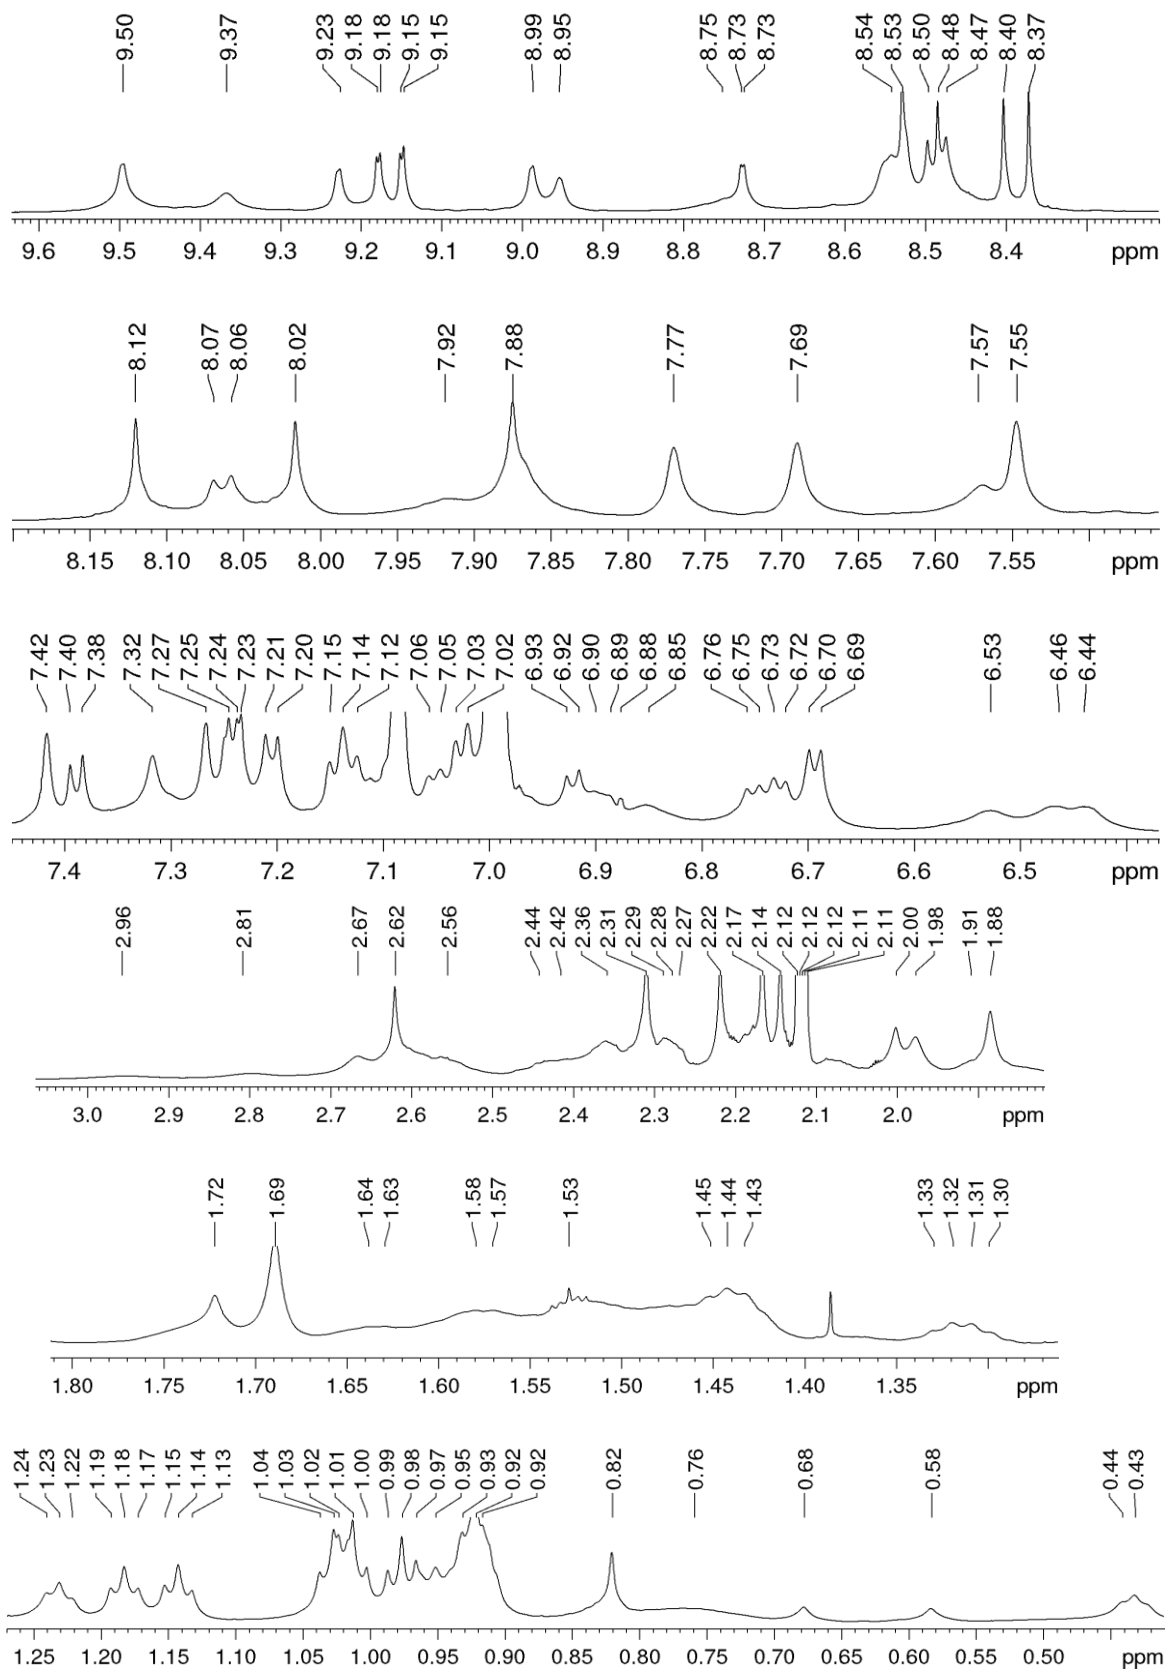 9.50 9.37 9.23 9.18 9.18 9.15 9.15 8.99 8.95 8.75 8.73 8.73 8.54 8.53 8.50 8.48 8.47 8.40 8.37
9.6 9.5 9.4 9.3 9.2 9.1 9.0 8.9 8.8 8.7 8.6 8.5 8.4 ppm
8.12 8.07 8.06 8.02 7.92 7.88 7.77 7.69 7.57 7.55
8.15 8.10 8.05 8.00 7.95 7.90 7.85 7.80 7.75 7.70 7.65 7.60 7.55 ppm
7.42 7.40 7.38 7.32 7.27 7.25 7.24 7.23 7.21 7.20 7.15 7.14 7.12 7.06 7.05 7.03 7.02 6.93 6.92 6.90 6.89 6.88 6.85 6.76 6.75 6.73 6.72 6.70 6.69 6.53 6.46 6.44
7.4 7.3 7.2 7.1 7.0 6.9 6.8 6.7 6.6 6.5 ppm
2.96 2.81 2.67 2.62 2.56 2.44 2.42 2.36 2.31 2.29 2.28 2.27 2.22 2.17 2.14 2.12 2.12 2.12 2.11 2.11 2.00 1.98 1.91 1.88
3.0 2.9 2.8 2.7 2.6 2.5 2.4 2.3 2.2 2.1 2.0 ppm
1.72 1.69 1.64 1.63 1.58 1.57 1.53 1.45 1.44 1.43 1.33 1.32 1.31 1.30
1.80 1.75 1.70 1.65 1.60 1.55 1.50 1.45 1.40 1.35 ppm
1.24 1.23 1.22 1.19 1.18 1.17 1.15 1.14 1.13 1.04 1.03 1.02 1.01 1.00 0.99 0.98 0.97 0.95 0.93 0.92 0.92 0.82 0.76 0.68 0.58 0.44 0.43
1.25 1.20 1.15 1.10 1.05 1.00 0.95 0.90 0.85 0.80 0.75 0.70 0.65 0.60 0.55 0.50 ppm